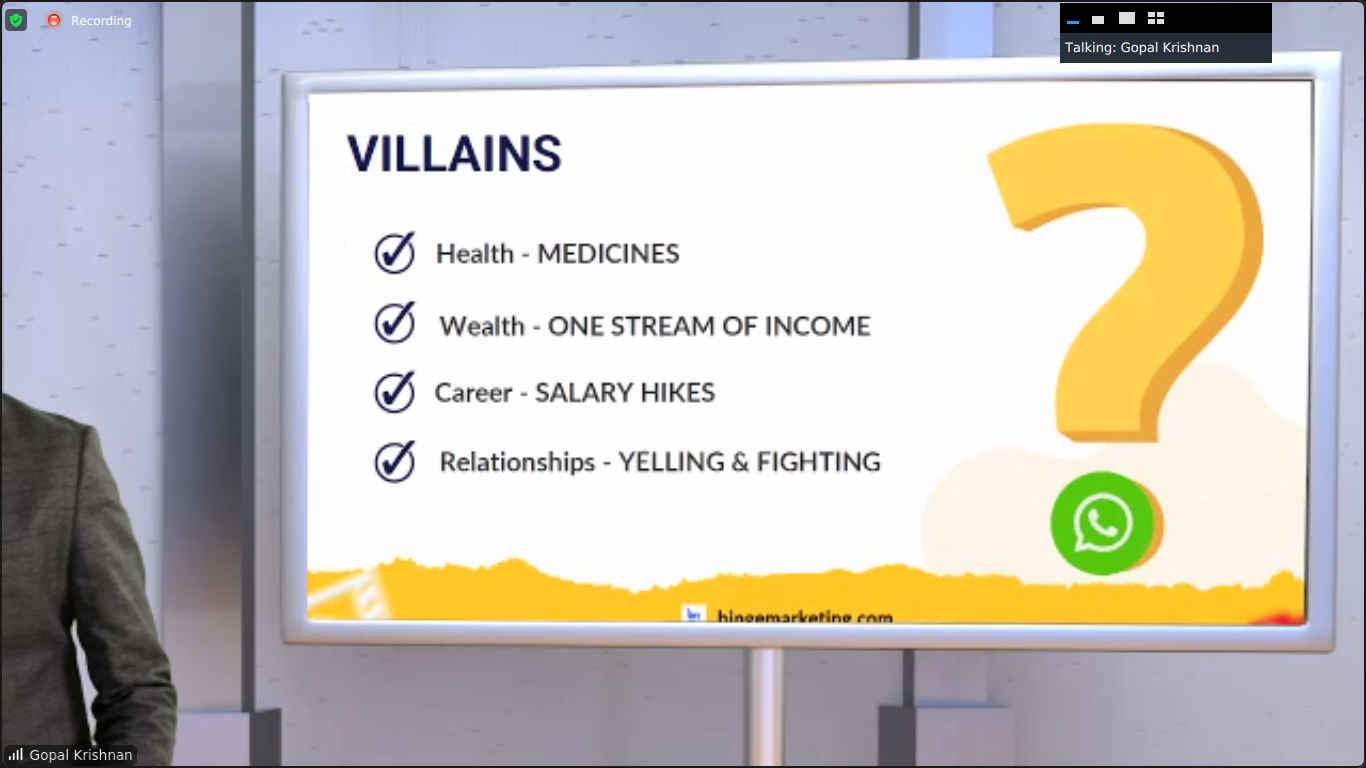 Recording
Talking: Gopal Krishnan
VILLAINS
Health - MEDICINES
Wealth - ONE STREAM OF INCOME
Career - SALARY HIKES
Relationships - YELLING & FIGHTING
bingemarketing.com
Gopal Krishnan